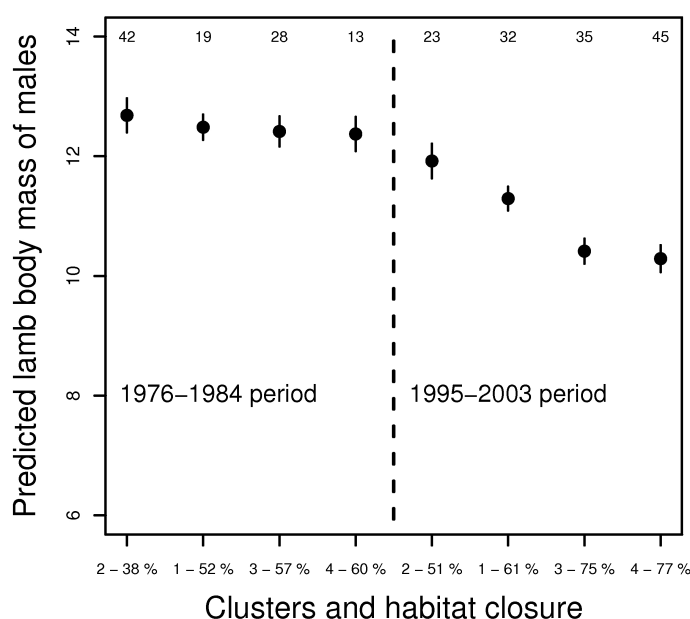 42 19 28 13 23 32 35 45
14
12
10
8
6
Predicted lamb body mass of males
1976−1984 period
1995−2003 period
2 − 38 % 1 − 52 % 3 − 57 % 4 − 60 % 2 − 51 % 1 − 61 % 3 − 75 % 4 − 77%
Clusters and habitat closure